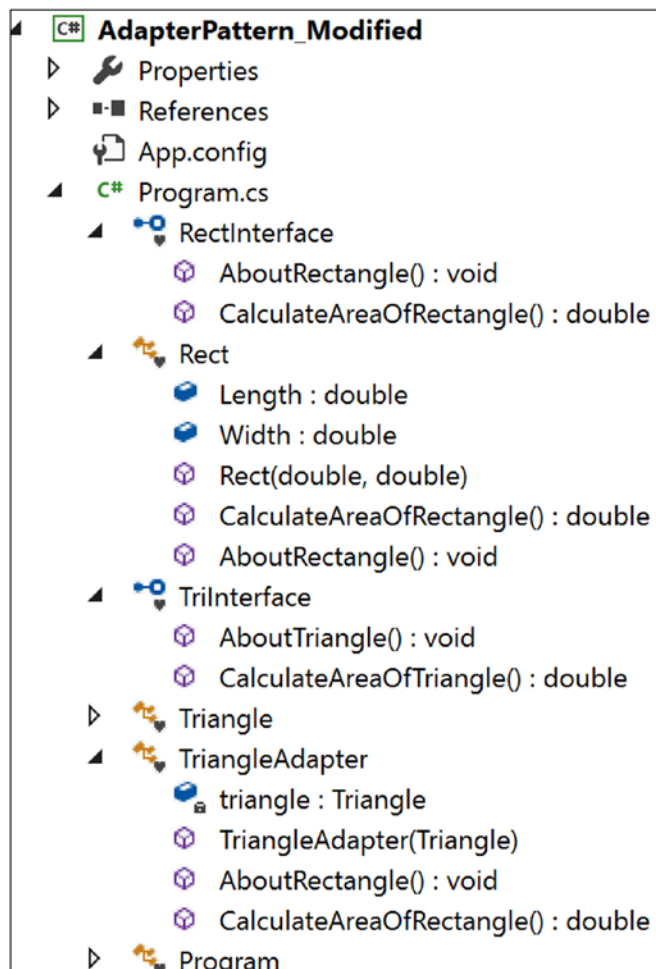 C# AdapterPattern_Modified
Properties
References
App.config
C# Program.cs
RectInterface
AboutRectangle() : void
CalculateAreaOfRectangle() : double
Rect
Length : double
Width : double
Rect(double, double)
CalculateAreaOfRectangle() : double
AboutRectangle() : void
TriInterface
AboutTriangle() : void
CalculateAreaOfTriangle() : double
Triangle
TriangleAdapter
triangle : Triangle
TriangleAdapter(Triangle)
AboutRectangle() : void
CalculateAreaOfRectangle() : double
Program